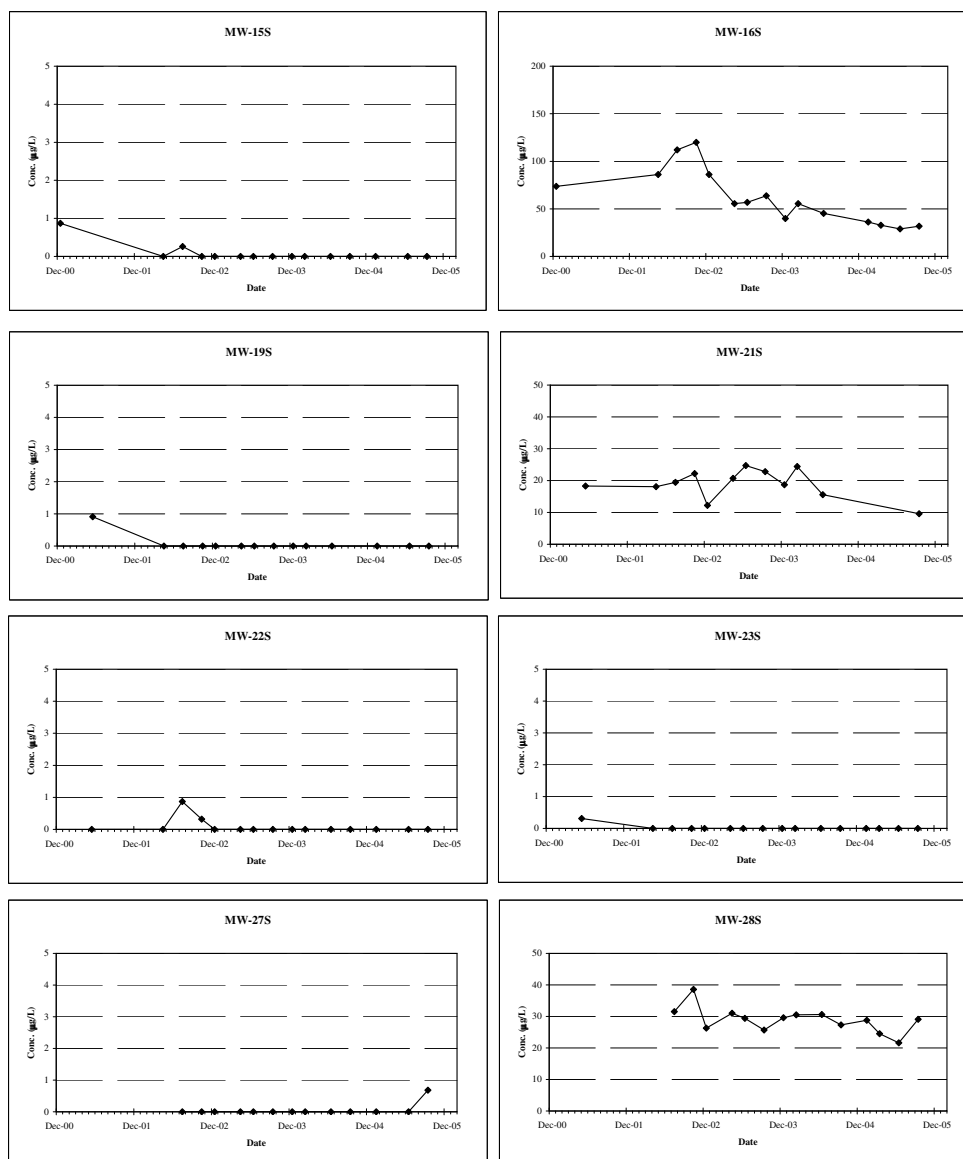 MW-15S
5
4
3
2
1
0
Conc. (µg/L)
Dec-00 Dec-01 Dec-02 Dec-03 Dec-04 Dec-05
Date
MW-16S
200
150
100
50
0
Conc. (µg/L)
Dec-00 Dec-01 Dec-02 Dec-03 Dec-04 Dec-05
Date
MW-19S
5
4
3
2
1
0
Conc. (µg/L)
Dec-00 Dec-01 Dec-02 Dec-03 Dec-04 Dec-05
Date
MW-21S
50
40
30
20
10
0
Conc. (µg/L)
Dec-00 Dec-01 Dec-02 Dec-03 Dec-04 Dec-05
Date
MW-22S
5
4
3
2
1
0
Conc. (µg/L)
Dec-00 Dec-01 Dec-02 Dec-03 Dec-04 Dec-05
Date
MW-23S
5
4
3
2
1
0
Conc. (µg/L)
Dec-00 Dec-01 Dec-02 Dec-03 Dec-04 Dec-05
Date
MW-27S
5
4
3
2
1
0
Conc. (µg/L)
Dec-00 Dec-01 Dec-02 Dec-03 Dec-04 Dec-05
Date
MW-28S
50
40
30
20
10
0
Conc. (µg/L)
Dec-00 Dec-01 Dec-02 Dec-03 Dec-04 Dec-05
Date